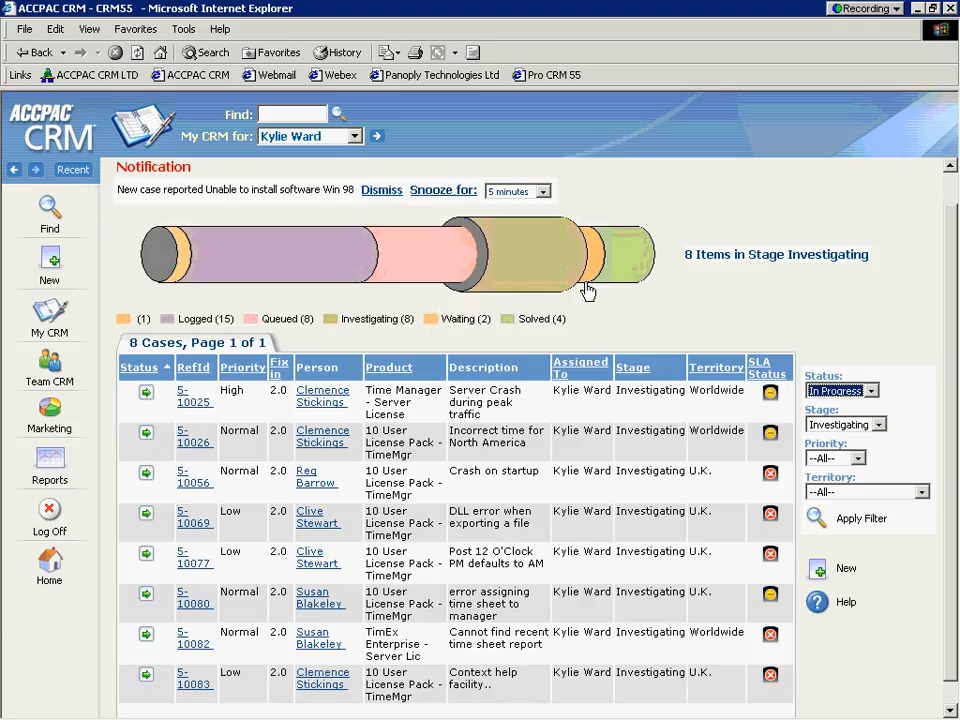 ACCPAC CRM - CRM55 - Microsoft Internet Explorer
Recording
File Edit View Favorites Tools Help
Back Search Favorites History
Links ACCPAC CRM LTD ACCPAC CRM Webmail Webex Panoply Technologies Ltd Pro CRM 55
ACCPAC
CRM
Find:
My CRM for: Kylie Ward
Recent
Find
New
My CRM
Team CRM
Marketing
Reports
Log Off
Home
Notification
New case reported Unable to install software Win 98 Dismiss Snooze for: 5 minutes
8 Items in Stage Investigating
(1) Logged (15) Queued (8) Investigating (8) Waiting (2) Solved (4)
8 Cases, Page 1 of 1
Status RefId Priority Fix in Person Product Description Assigned To Stage Territory SLA Status
5-10025 High 2.0 Clemence Stickings Time Manager - Server License Server Crash during peak traffic Kylie Ward Investigating Worldwide
5-10026 Normal 2.0 Clemence Stickings 10 User License Pack - TimeMgr Incorrect time for North America Kylie Ward Investigating Worldwide
5-10056 Normal 2.0 Reg Barrow 10 User License Pack - TimeMgr Crash on startup Kylie Ward Investigating U.K.
5-10069 Low 2.0 Clive Stewart 10 User License Pack - TimeMgr DLL error when exporting a file Kylie Ward Investigating U.K.
5-10077 Low 2.0 Clive Stewart 10 User License Pack - TimeMgr Post 12 O'Clock PM defaults to AM Kylie Ward Investigating U.K.
5-10080 Normal 2.0 Susan Blakeley 10 User License Pack - TimeMgr error assigning time sheet to manager Kylie Ward Investigating U.K.
5-10082 Normal 2.0 Susan Blakeley TimEx Enterprise - Server Lic Cannot find recent time sheet report Kylie Ward Investigating Worldwide
5-10083 Low 2.0 Clemence Stickings 10 User License Pack - TimeMgr Context help facility.. Kylie Ward Investigating U.K.
Status:
In Progress
Stage:
Investigating
Priority:
--All--
Territory:
--All--
Apply Filter
New
Help